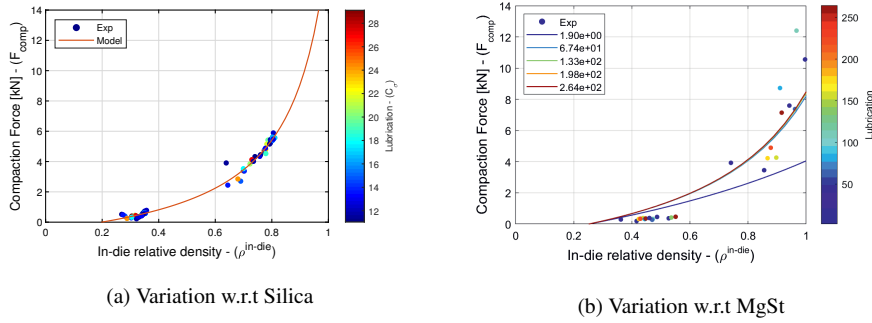 14
12
10
8
6
4
2
0
0
0.2
0.4
0.6
0.8
1
Compaction Force [kN] - (F_comp)
In-die relative density - (ρ^in-die)
Exp
Model
28
26
24
22
20
18
16
14
12
Lubrication - (C_σ)
(a) Variation w.r.t Silica
14
12
10
8
6
4
2
0
0
0.2
0.4
0.6
0.8
1
Compaction Force [kN] - (F_comp)
In-die relative density - (ρ^in-die)
Exp
1.90e+00
6.74e+01
1.33e+02
1.98e+02
2.64e+02
250
200
150
100
50
Lubrication
(b) Variation w.r.t MgSt